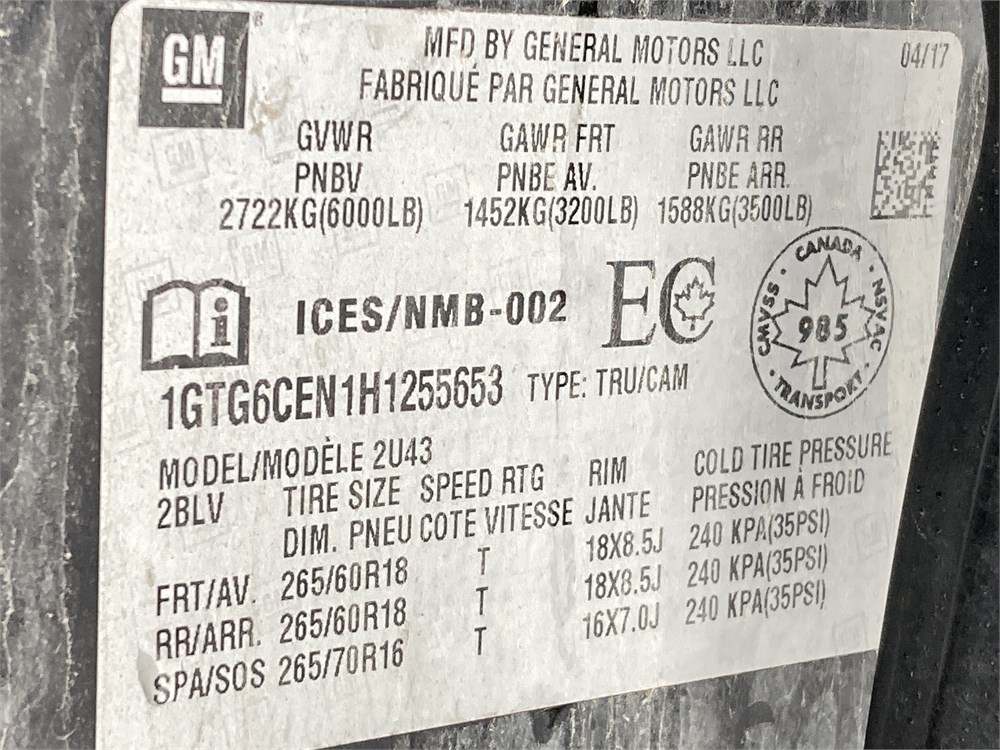 GM
MFD BY GENERAL MOTORS LLC 04/17
FABRIQUÉ PAR GENERAL MOTORS LLC
GVWR GAWR FRT GAWR RR
PNBV PNBE AV. PNBE ARR.
2722KG(6000LB) 1452KG(3200LB) 1588KG(3500LB)
i ICES/NMB-002 EC
CANADA
CMVSS 985 NSVAC
TRANSPORT
1GTG6CEN1H1255653 TYPE: TRU/CAM
MODEL/MODÈLE 2U43
2BLV TIRE SIZE SPEED RTG RIM COLD TIRE PRESSURE
DIM. PNEU COTE VITESSE JANTE PRESSION À FROID
FRT/AV. 265/60R18 T 18X8.5J 240 KPA(35PSI)
RR/ARR. 265/60R18 T 18X8.5J 240 KPA(35PSI)
SPA/SOS 265/70R16 T 16X7.0J 240 KPA(35PSI)